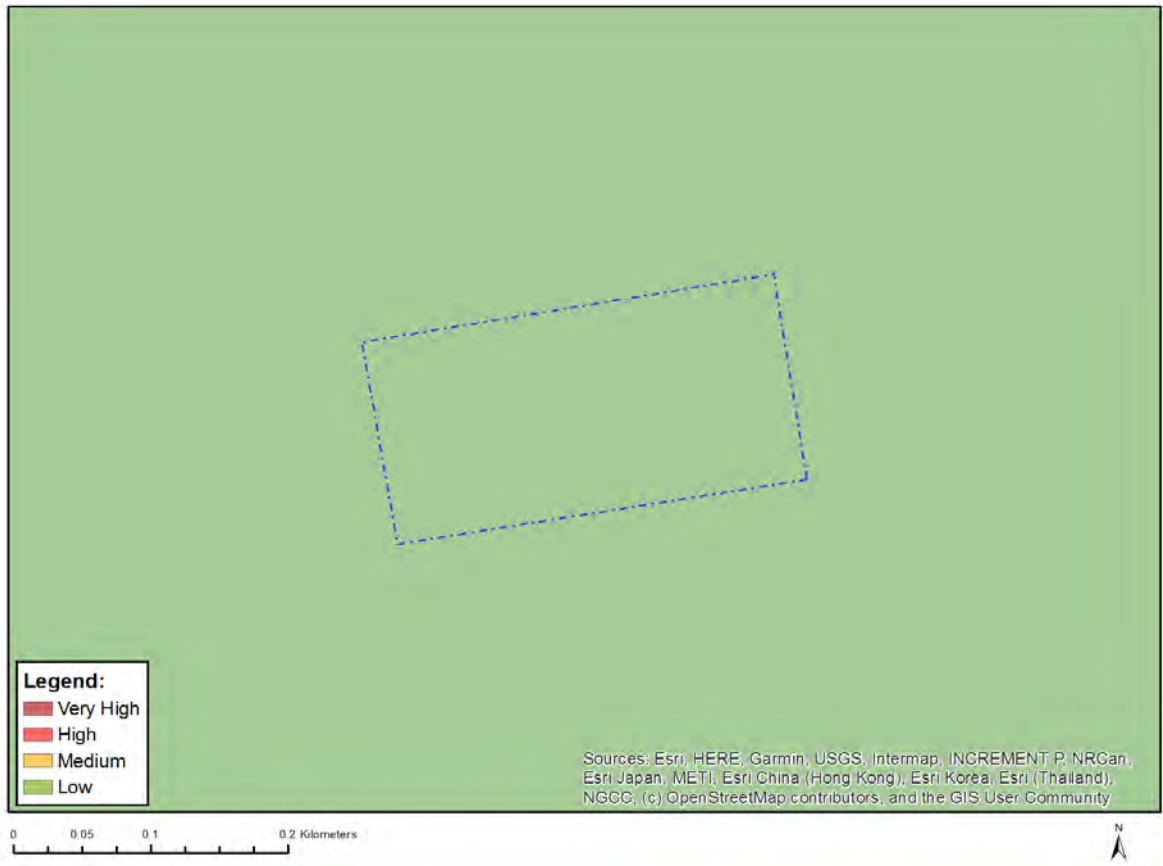 Legend:
Very High
High
Medium
Low
Sources: Esri, HERE, Garmin, USGS, Intermap, INCREMENT P, NRCan,
Esri Japan, METI, Esri China (Hong Kong), Esri Korea, Esri (Thailand),
NGCC, (c) OpenStreetMap contributors, and the GIS User Community
0 0.05 0.1 0.2 Kilometers
N